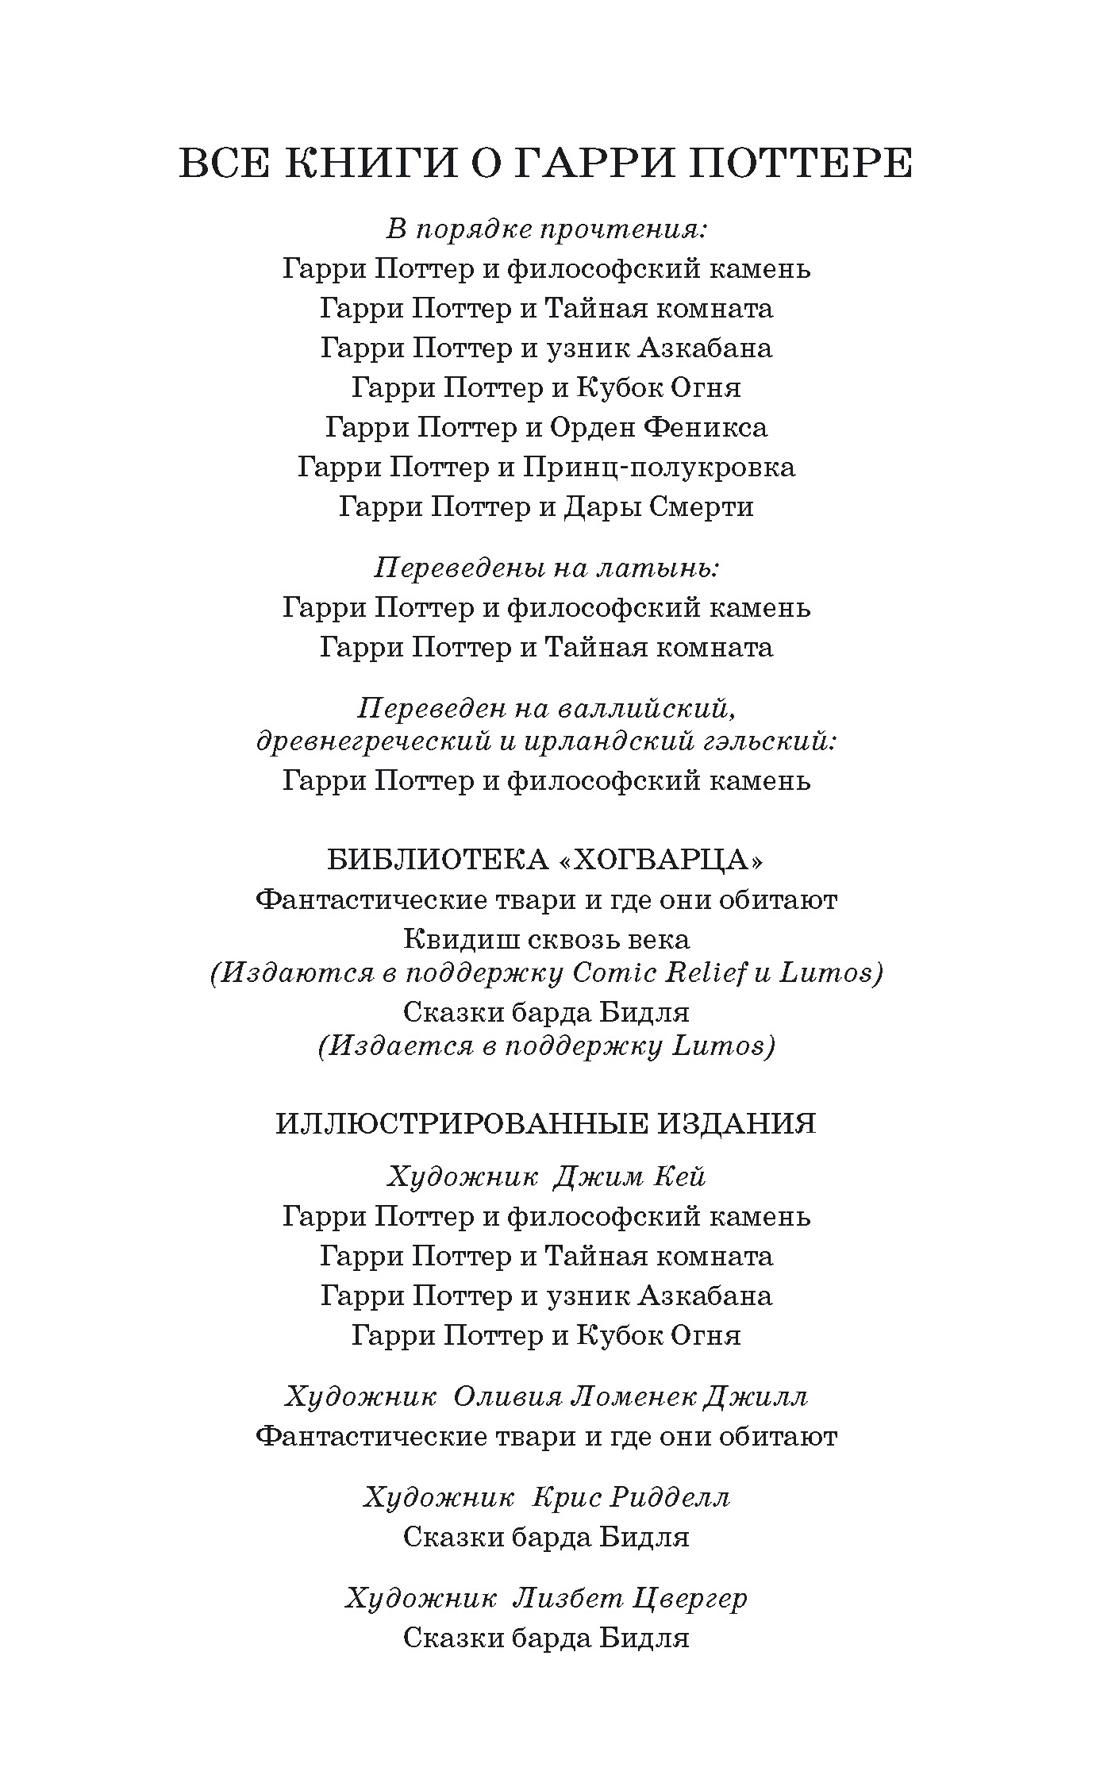 ВСЕ КНИГИ О ГАРРИ ПОТТЕРЕ
В порядке прочтения:
Гарри Поттер и философский камень
Гарри Поттер и Тайная комната
Гарри Поттер и узник Азкабана
Гарри Поттер и Кубок Огня
Гарри Поттер и Орден Феникса
Гарри Поттер и Принц-полукровка
Гарри Поттер и Дары Смерти
Переведены на латынь:
Гарри Поттер и философский камень
Гарри Поттер и Тайная комната
Переведен на валлийский,
древнегреческий и ирландский гэльский:
Гарри Поттер и философский камень
БИБЛИОТЕКА «ХОГВАРЦА»
Фантастические твари и где они обитают
Квидиш сквозь века
(Издаются в поддержку Comic Relief и Lumos)
Сказки барда Бидля
(Издается в поддержку Lumos)
ИЛЛЮСТРИРОВАННЫЕ ИЗДАНИЯ
Художник Джим Кей
Гарри Поттер и философский камень
Гарри Поттер и Тайная комната
Гарри Поттер и узник Азкабана
Гарри Поттер и Кубок Огня
Художник Оливия Ломенек Джилл
Фантастические твари и где они обитают
Художник Крис Ридделл
Сказки барда Бидля
Художник Лизбет Цвергер
Сказки барда Бидля